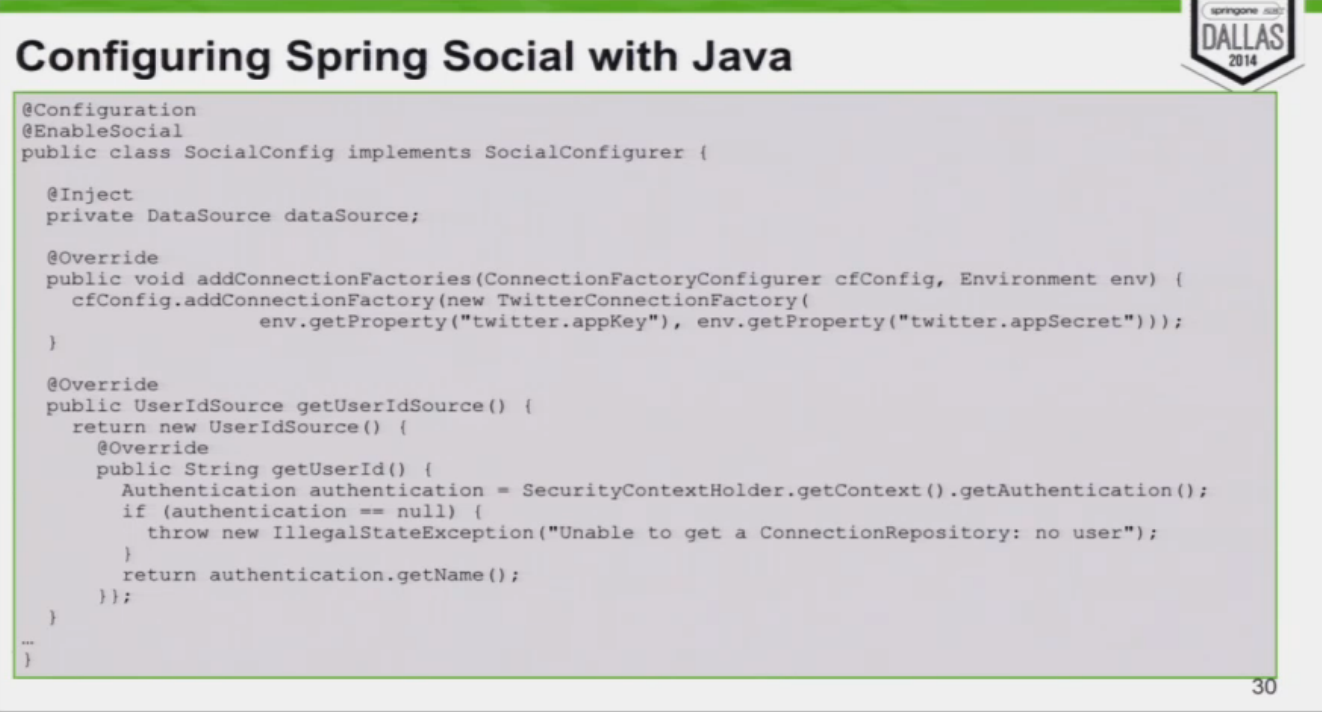 springone
DALLAS
2014
Configuring Spring Social with Java
@Configuration
@EnableSocial
public class SocialConfig implements SocialConfigurer {
@Inject
private DataSource dataSource;
@Override
public void addConnectionFactories(ConnectionFactoryConfigurer cfConfig, Environment env) {
cfConfig.addConnectionFactory(new TwitterConnectionFactory(
env.getProperty("twitter.appKey"), env.getProperty("twitter.appSecret")));
}
@Override
public UserIdSource getUserIdSource() {
return new UserIdSource() {
@Override
public String getUserId() {
Authentication authentication = SecurityContextHolder.getContext().getAuthentication();
if (authentication == null) {
throw new IllegalStateException("Unable to get a ConnectionRepository: no user");
}
return authentication.getName();
}};
}
…
}
30